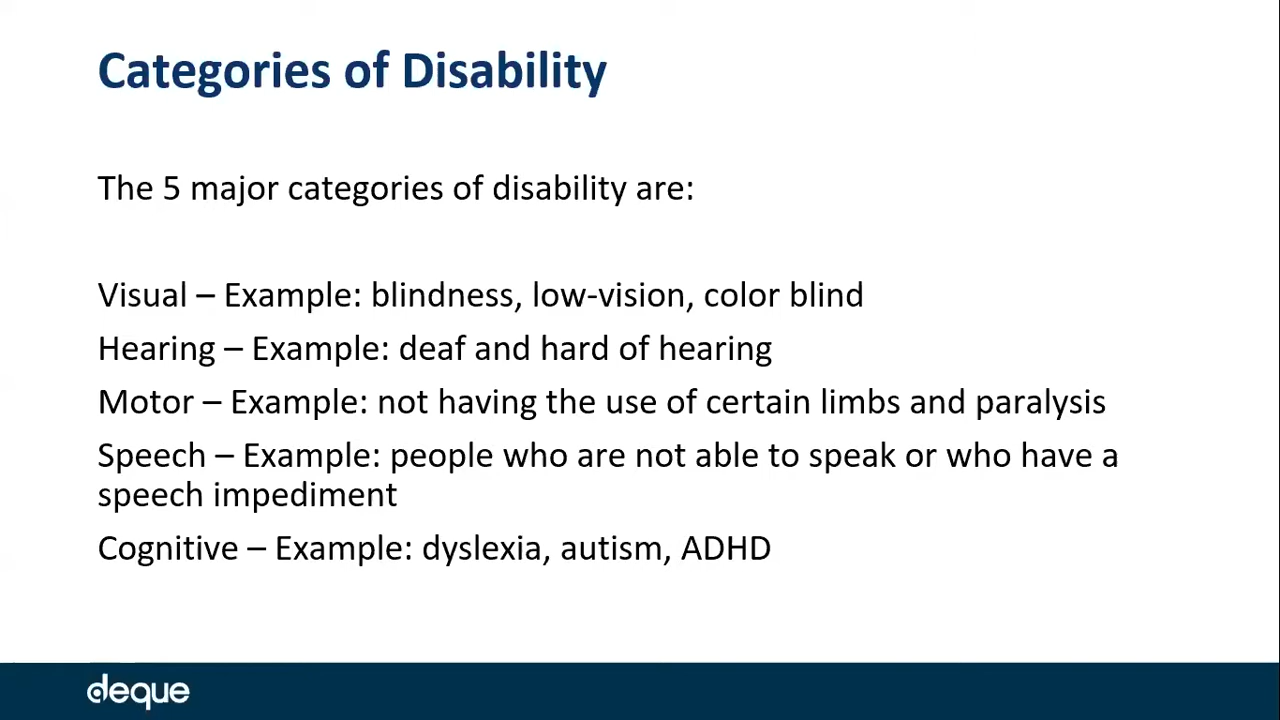 Categories of Disability
The 5 major categories of disability are:
Visual – Example: blindness, low-vision, color blind
Hearing – Example: deaf and hard of hearing
Motor – Example: not having the use of certain limbs and paralysis
Speech – Example: people who are not able to speak or who have a
speech impediment
Cognitive – Example: dyslexia, autism, ADHD
deque